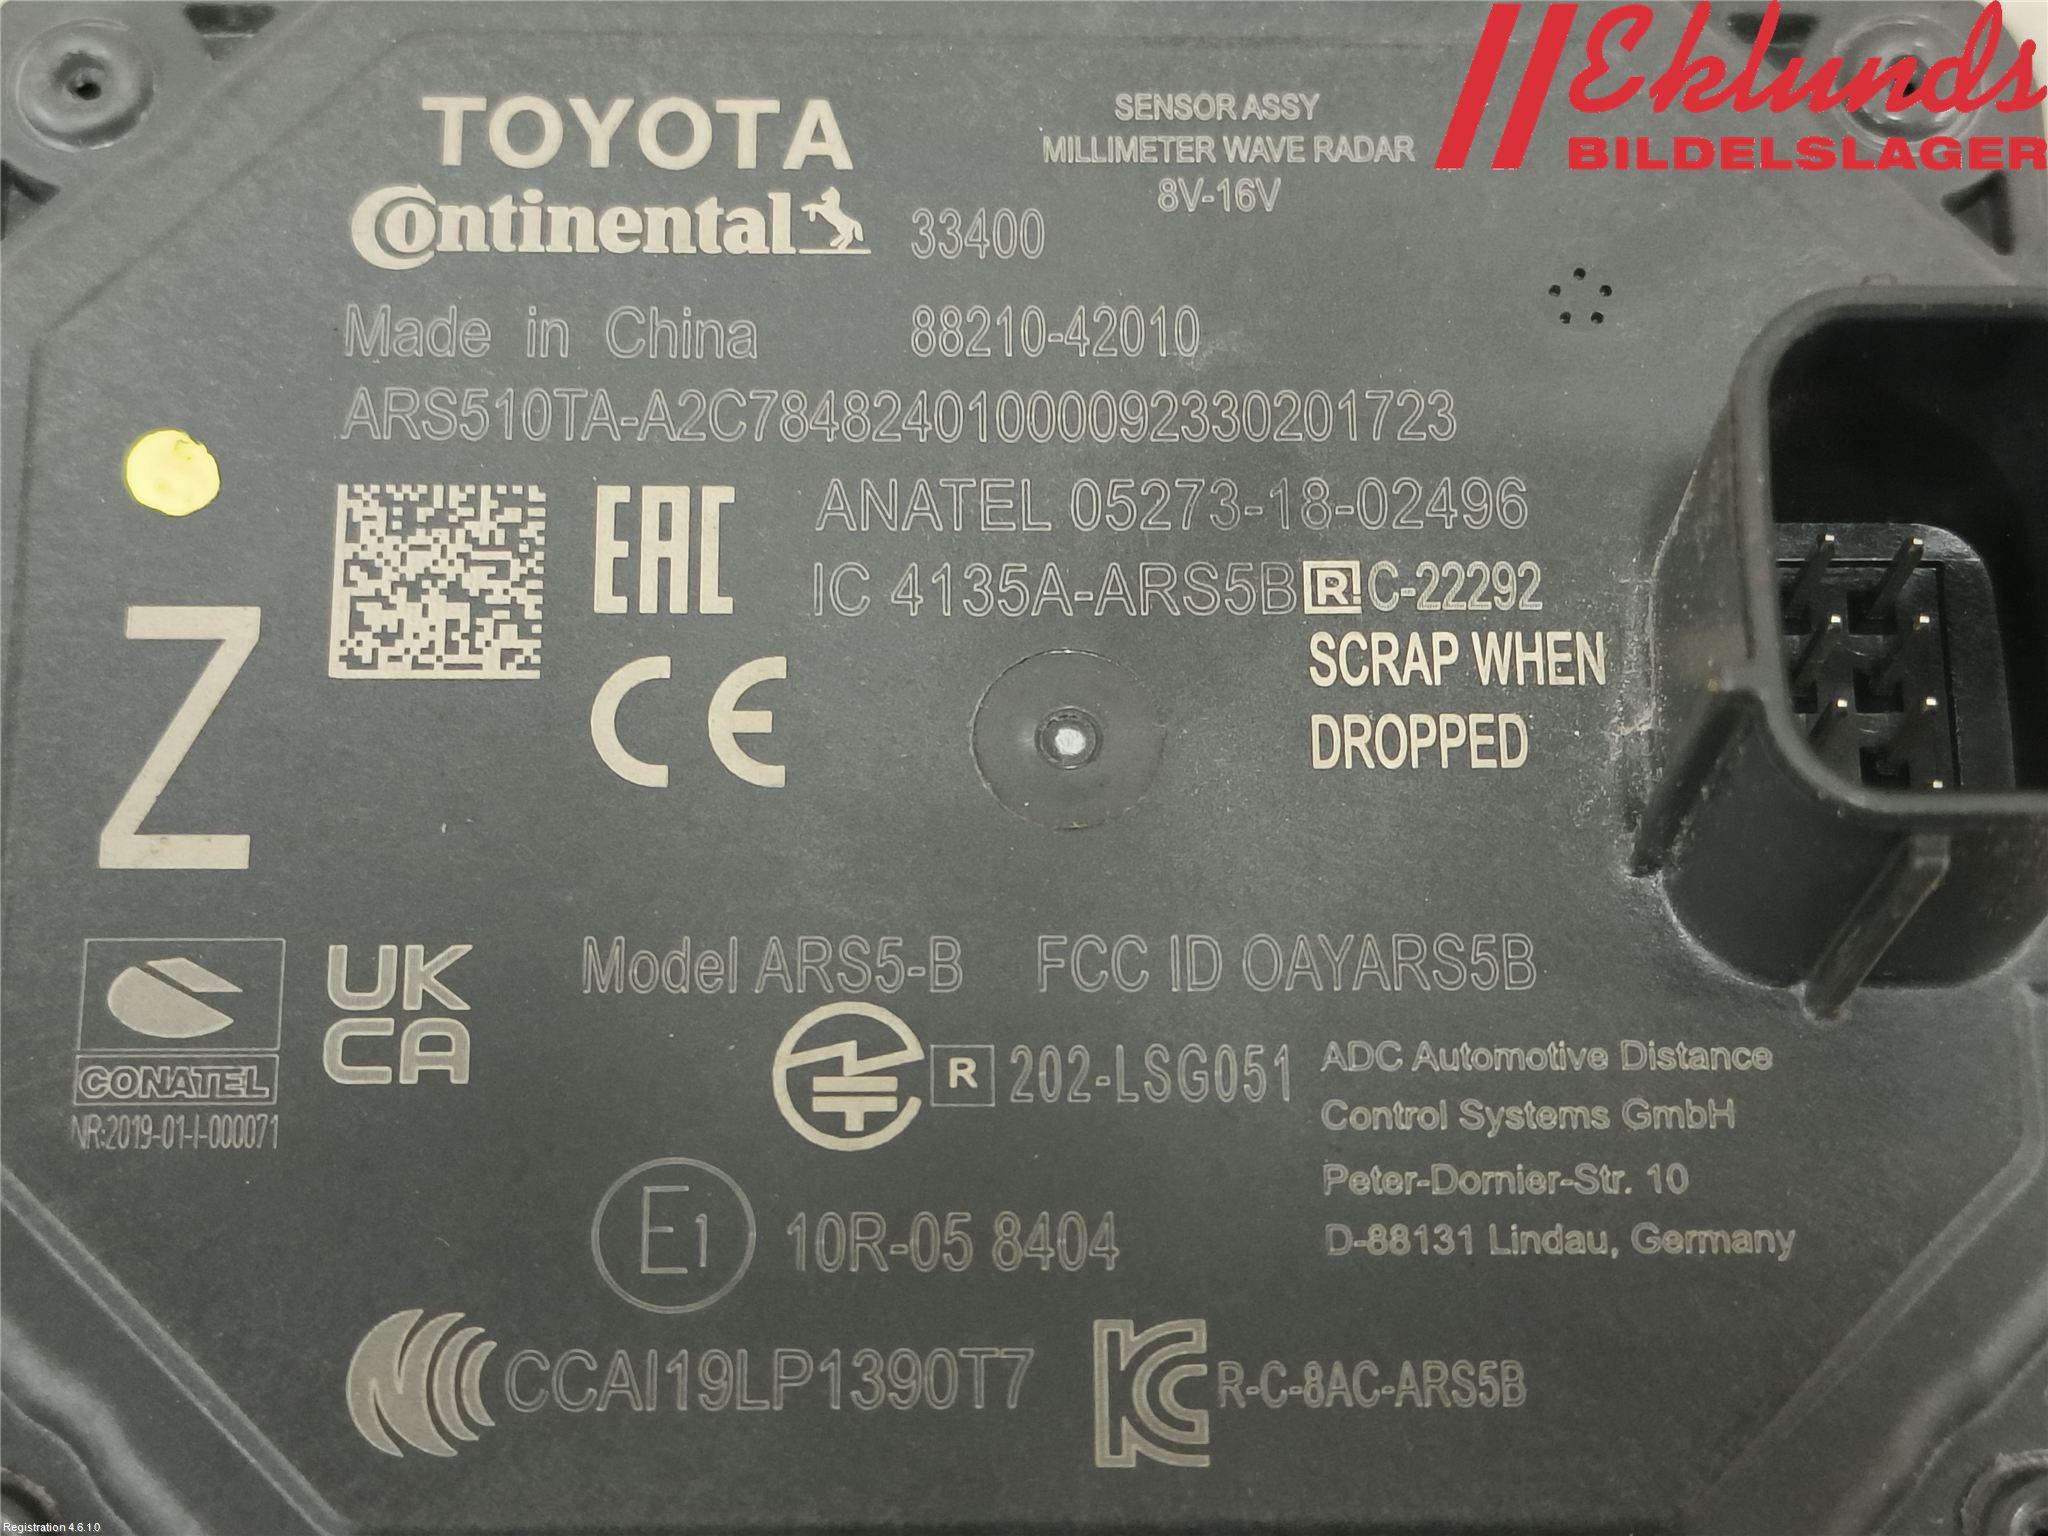 TOYOTA
SENSOR ASSY
MILLIMETER WAVE RADAR
8V-16V
Eklunds
BILDELSLAGER
Continental
33400
Made in China
88210-42010
ARS510TA-A2C7848240100009233020​1723
ANATEL 05273-18-02496
EAC
IC 4135A-ARS5B
R! C-22292
SCRAP WHEN
DROPPED
CE
Z
CONATEL
NR:2019-01-I-000071
UK
CA
Model ARS5-B FCC ID OAYARS5B
R 202-LSG051
ADC Automotive Distance
Control Systems GmbH
Peter-Dornier-Str. 10
D-88131 Lindau, Germany
E1 10R-05 8404
CCAI19LP1390T7
R-C-8AC-ARS5B
Registration 4.6.1.0